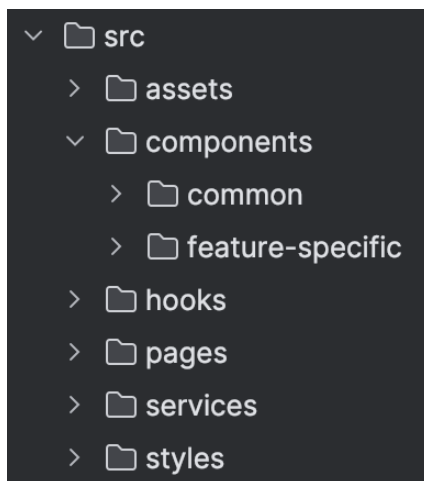 src
assets
components
common
feature-specific
hooks
pages
services
styles